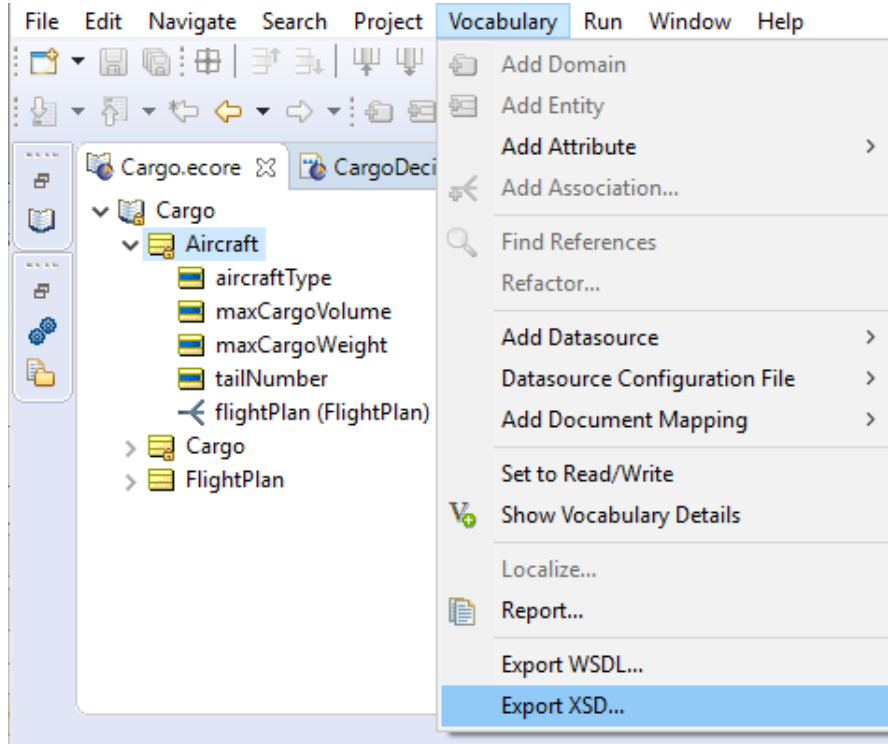 File Edit Navigate Search Project Vocabulary Run Window Help
Cargo.ecore CargoDeci
Cargo
Aircraft
aircraftType
maxCargoVolume
maxCargoWeight
tailNumber
flightPlan (FlightPlan)
Cargo
FlightPlan
Add Domain
Add Entity
Add Attribute
Add Association...
Find References
Refactor...
Add Datasource
Datasource Configuration File
Add Document Mapping
Set to Read/Write
Show Vocabulary Details
Localize...
Report...
Export WSDL...
Export XSD...